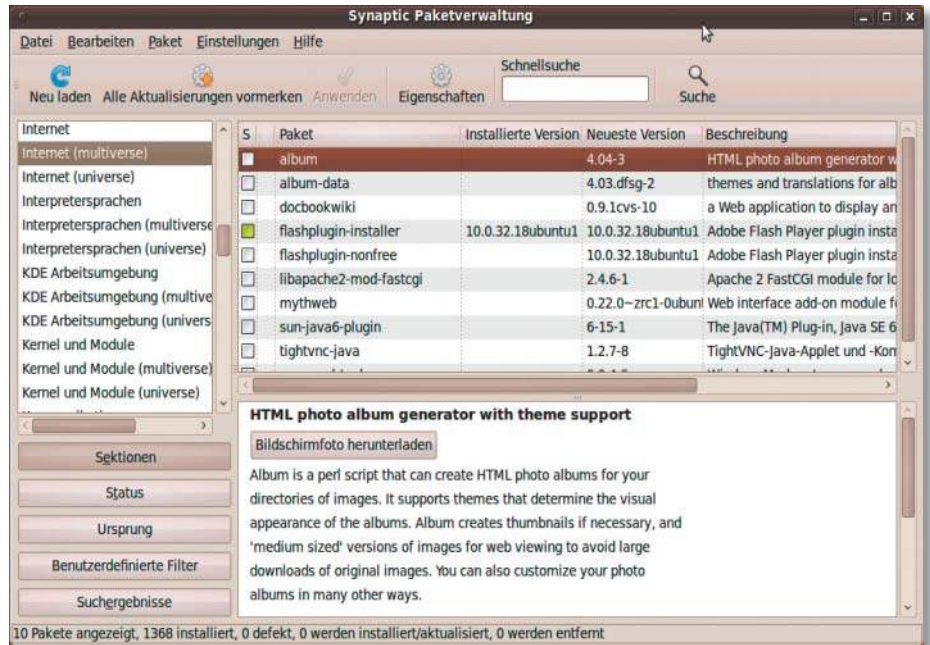 Synaptic Paketverwaltung
Datei Bearbeiten Paket Einstellungen Hilfe
Neu laden Alle Aktualisierungen vormerken Anwenden Eigenschaften Schnellsuche Suche
Internet
Internet (multiverse)
Internet (universe)
Interpretersprachen
Interpretersprachen (multiverse
Interpretersprachen (universe)
KDE Arbeitsumgebung
KDE Arbeitsumgebung (multive
KDE Arbeitsumgebung (univers
Kernel und Module
Kernel und Module (multiverse)
Kernel und Module (universe)
Sektionen
Status
Ursprung
Benutzerdefinierte Filter
Suchergebnisse
S Paket Installierte Version Neueste Version Beschreibung
album 4.04-3 HTML photo album generator w
album-data 4.03.dfsg-2 themes and translations for alb
docbookwiki 0.9.1cvs-10 a Web application to display an
flashplugin-installer 10.0.32.18ubuntu1 10.0.32.18ubuntu1 Adobe Flash Player plugin insta
flashplugin-nonfree 10.0.32.18ubuntu1 Adobe Flash Player plugin insta
libapache2-mod-fastcgi 2.4.6-1 Apache 2 FastCGI module for lo
mythweb 0.22.0~zrc1-0ubunt Web interface add-on module f
sun-java6-plugin 6-15-1 The Java(TM) Plug-in, Java SE 6
tightvnc-java 1.2.7-8 TightVNC-Java-Applet und -Kon
HTML photo album generator with theme support
Bildschirmfoto herunterladen
Album is a perl script that can create HTML photo albums for your
directories of images. It supports themes that determine the visual
appearance of the albums. Album creates thumbnails if necessary, and
'medium sized' versions of images for web viewing to avoid large
downloads of original images. You can also customize your photo
albums in many other ways.
10 Pakete angezeigt, 1368 installiert, 0 defekt, 0 werden installiert/aktualisiert, 0 werden entfernt